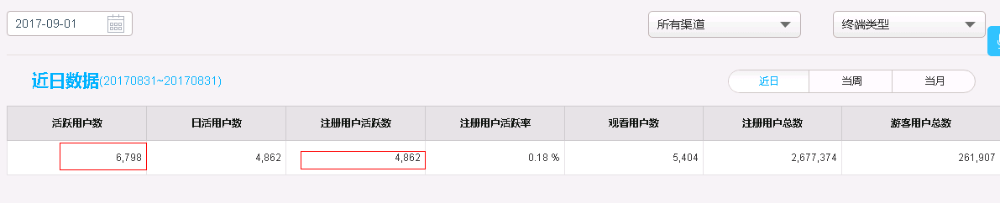 2017-09-01 所有渠道 终端类型
近日数据(20170831~20170831) 近日 当周 当月
活跃用户数 日活用户数 注册用户活跃数 注册用户活跃率 观看用户数 注册用户总数 游客用户总数
6,798 4,862 4,862 0.18 % 5,404 2,677,374 261,907